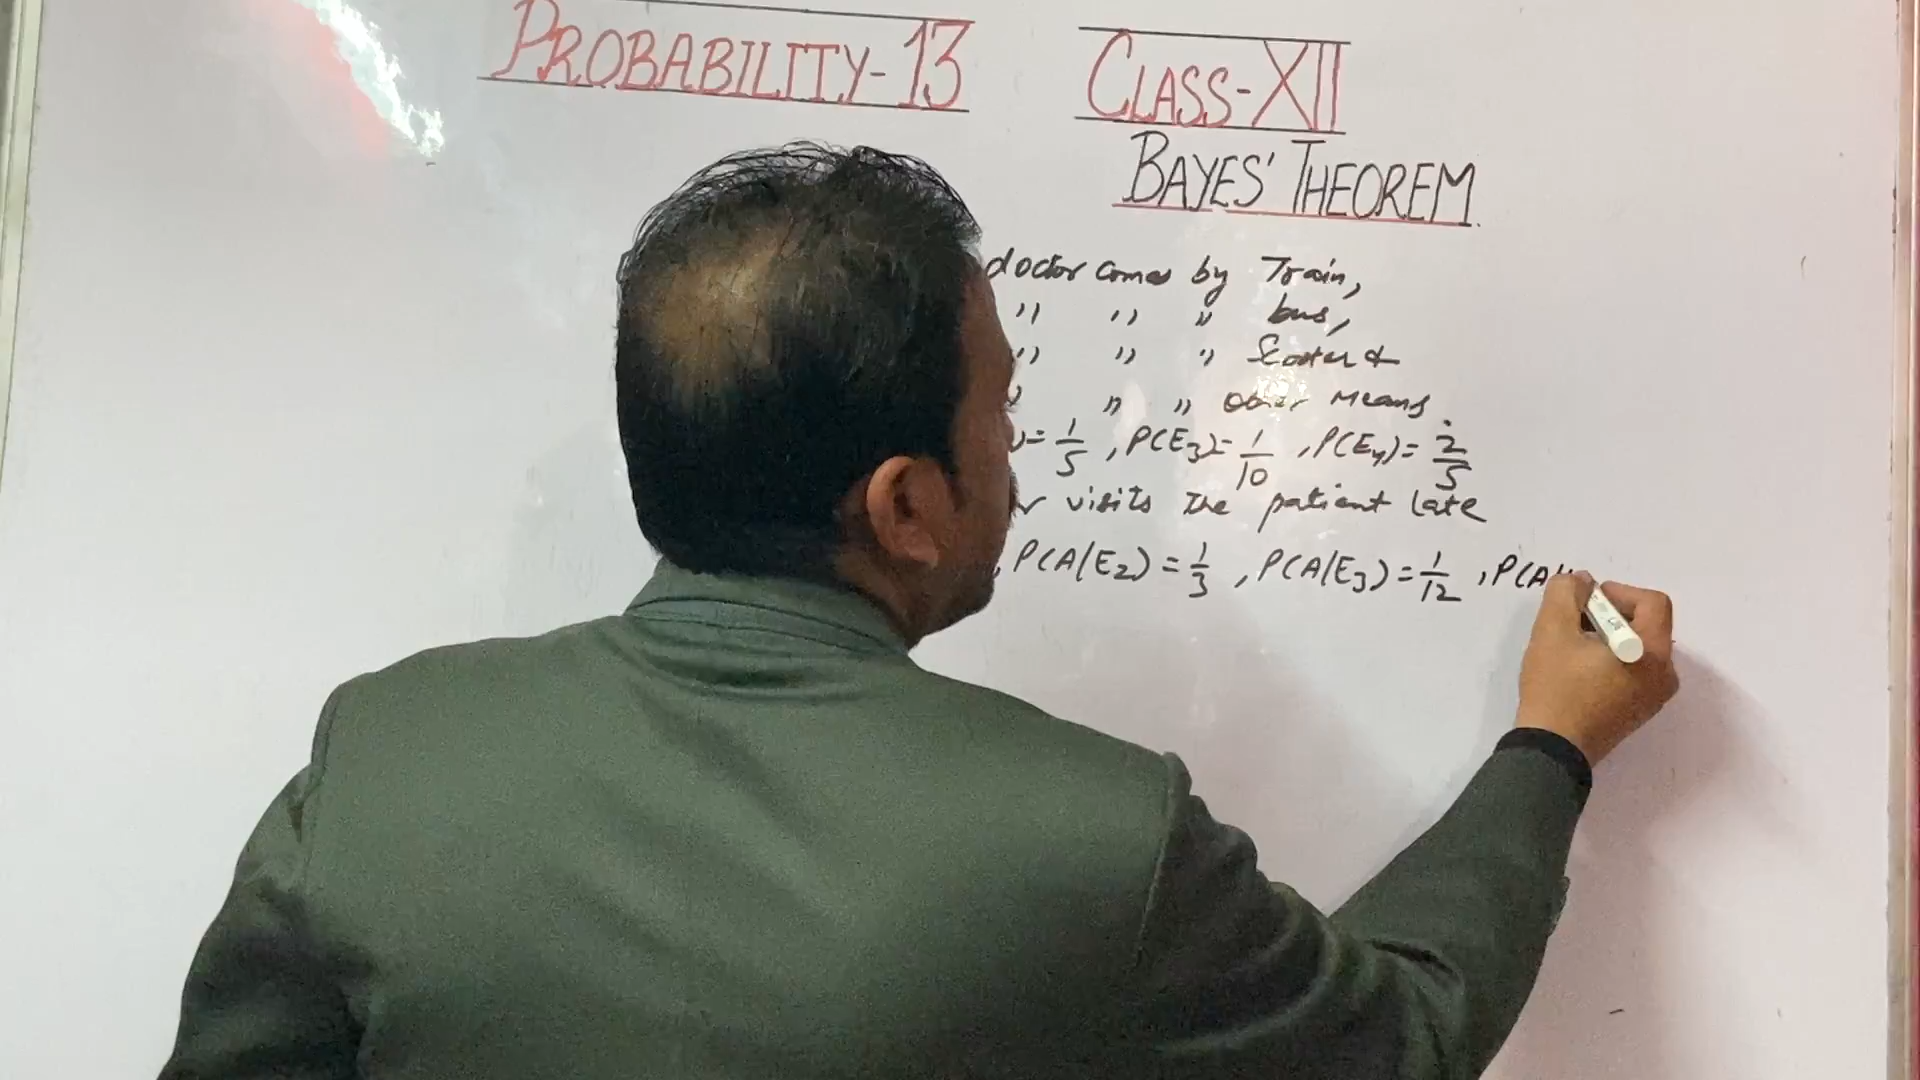 PROBABILITY-13 CLASS-XII
BAYES' THEOREM
doctor comes by Train,
" " " bus,
" " " Scooter &
" " " Other Means.
)=1/5, P(E3)=1/10, P(E4)=2/5
r visits the patient late
, P(A/E2)=1/3, P(A/E3)=1/12, P(A/